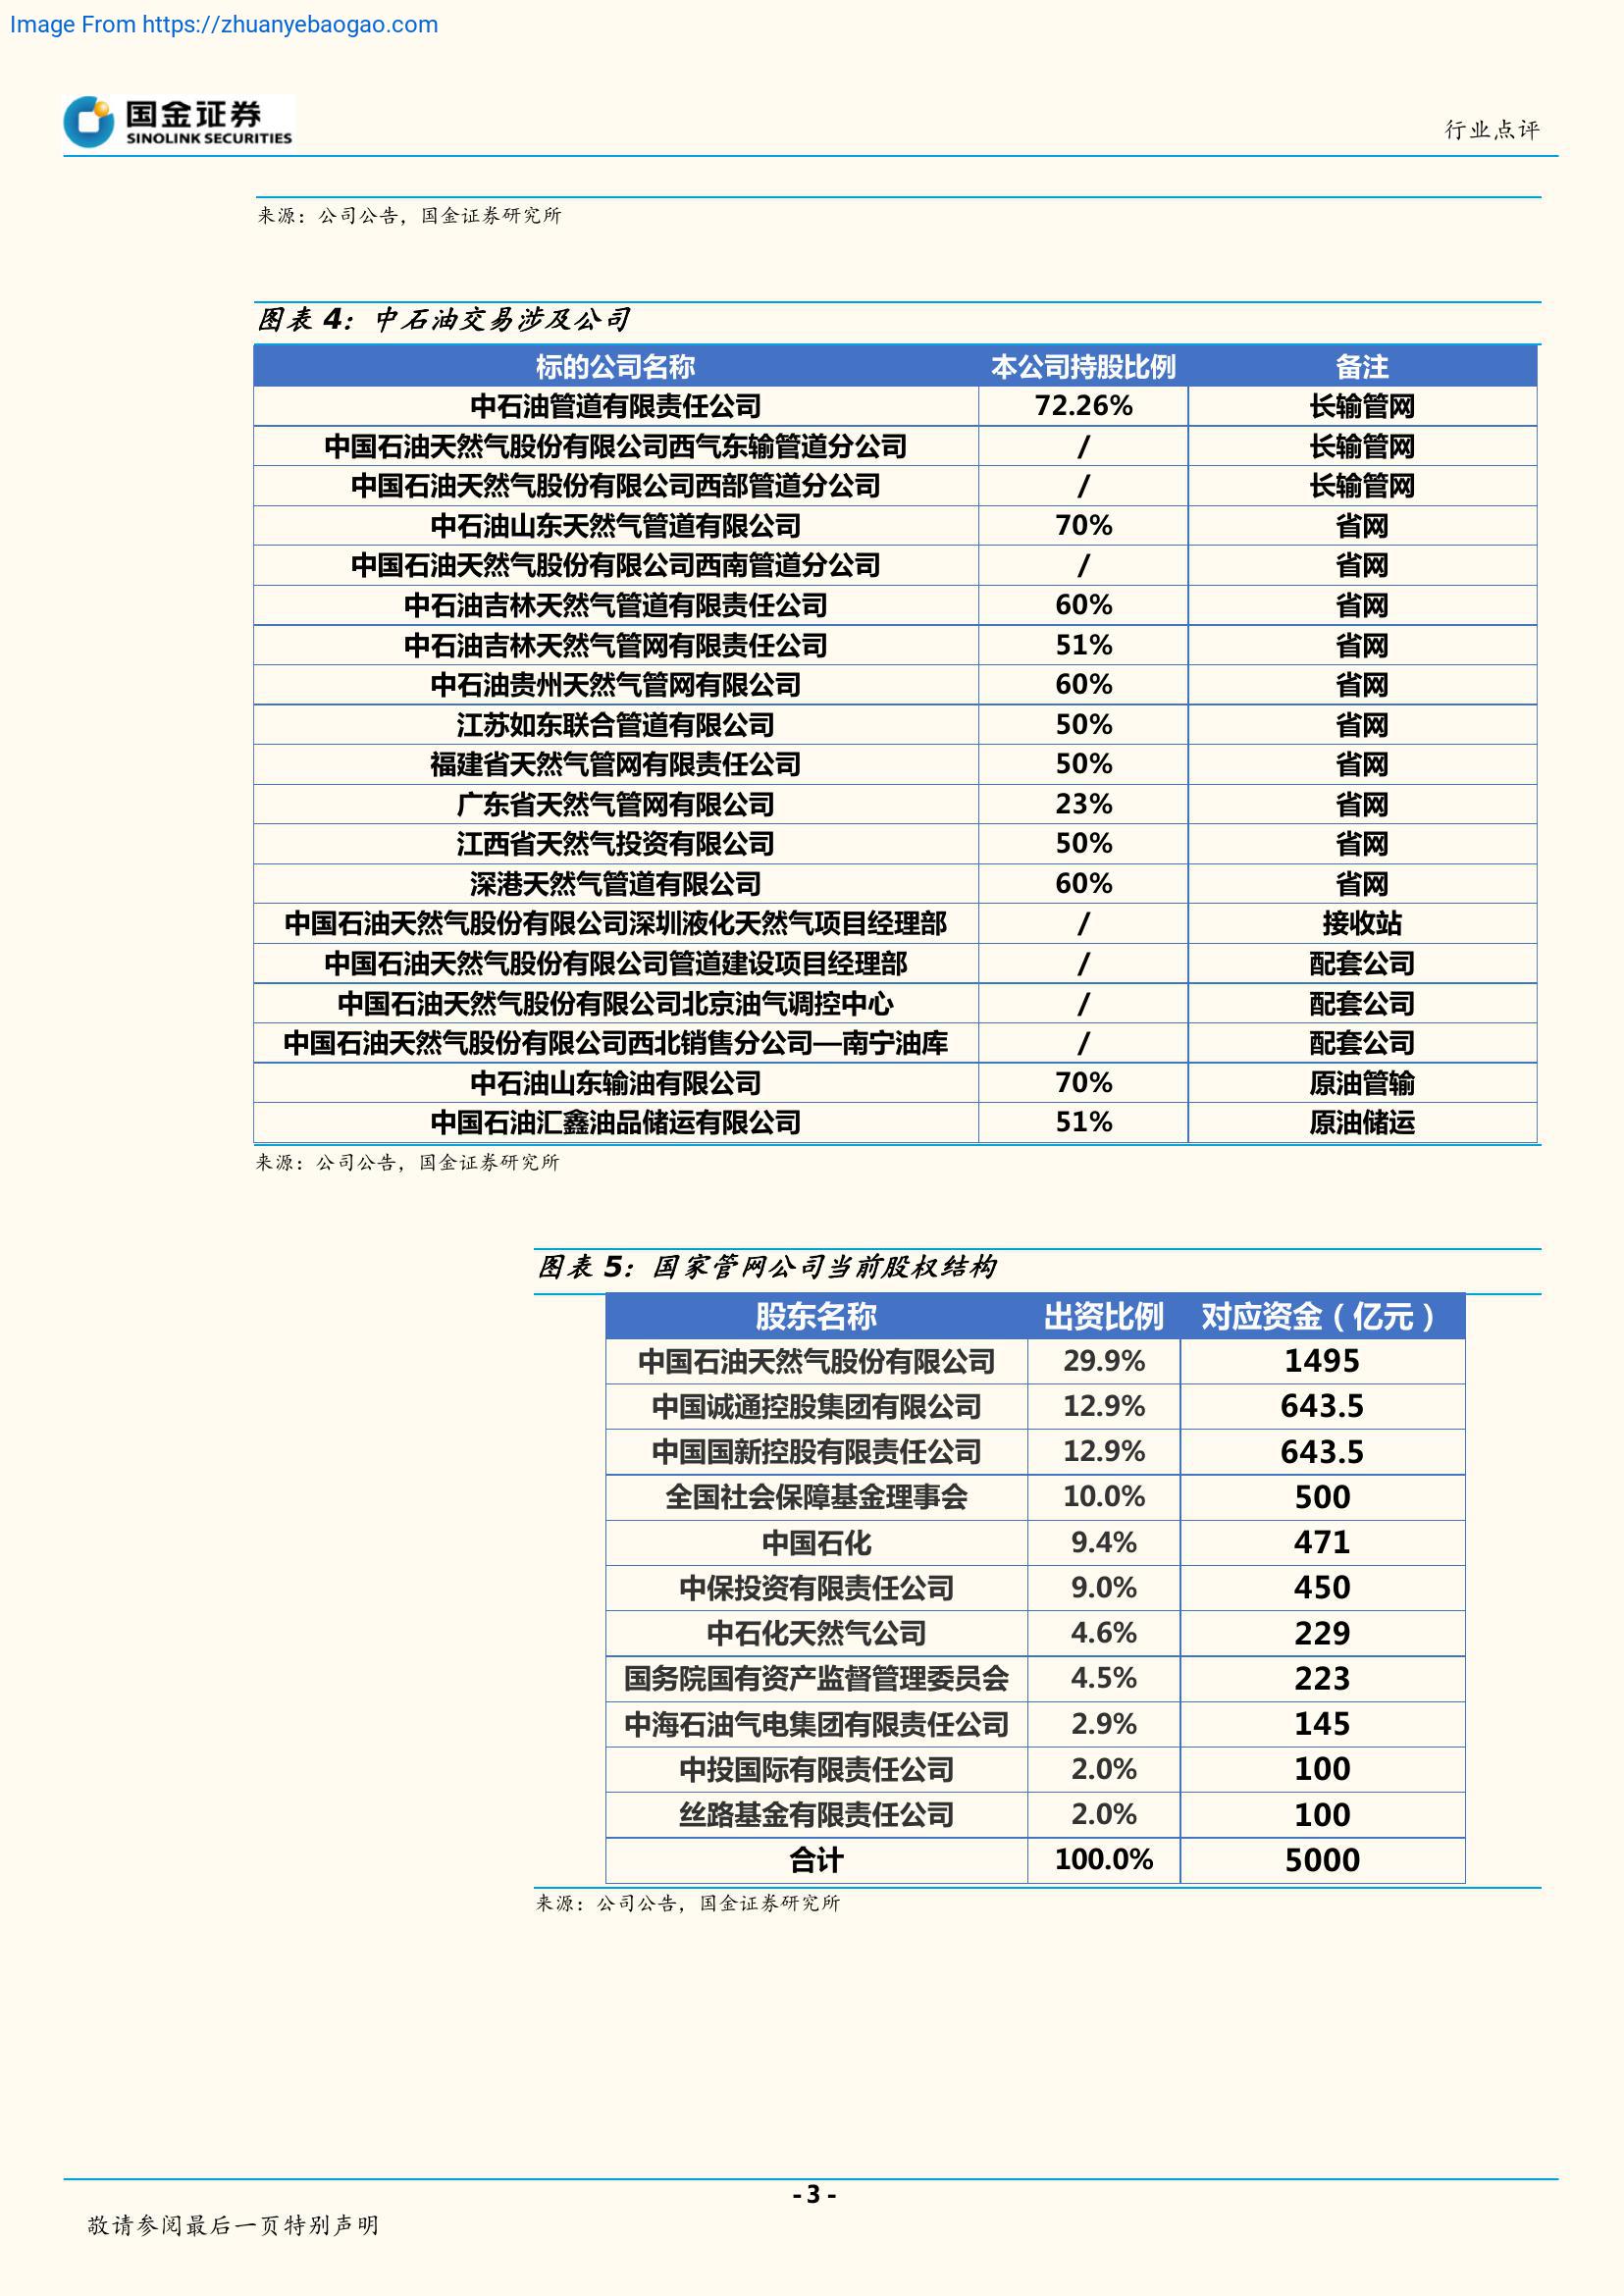 Image From https://zhuanyebaogao.com
国金证券
SINOLINK SECURITIES
行业点评
来源：公司公告，国金证券研究所
图表 4：中石油交易涉及公司
标的公司名称 本公司持股比例 备注
中石油管道有限责任公司 72.26% 长输管网
中国石油天然气股份有限公司西气东输管道分公司 / 长输管网
中国石油天然气股份有限公司西部管道分公司 / 长输管网
中石油山东天然气管道有限公司 70% 省网
中国石油天然气股份有限公司西南管道分公司 / 省网
中石油吉林天然气管道有限责任公司 60% 省网
中石油吉林天然气管网有限责任公司 51% 省网
中石油贵州天然气管网有限公司 60% 省网
江苏如东联合管道有限公司 50% 省网
福建省天然气管网有限责任公司 50% 省网
广东省天然气管网有限公司 23% 省网
江西省天然气投资有限公司 50% 省网
深港天然气管道有限公司 60% 省网
中国石油天然气股份有限公司深圳液化天然气项目经理部 / 接收站
中国石油天然气股份有限公司管道建设项目经理部 / 配套公司
中国石油天然气股份有限公司北京油气调控中心 / 配套公司
中国石油天然气股份有限公司西北销售分公司—南宁油库 / 配套公司
中石油山东输油有限公司 70% 原油管输
中国石油汇鑫油品储运有限公司 51% 原油储运
来源：公司公告，国金证券研究所
图表 5：国家管网公司当前股权结构
股东名称 出资比例 对应资金（亿元）
中国石油天然气股份有限公司 29.9% 1495
中国诚通控股集团有限公司 12.9% 643.5
中国国新控股有限责任公司 12.9% 643.5
全国社会保障基金理事会 10.0% 500
中国石化 9.4% 471
中保投资有限责任公司 9.0% 450
中石化天然气公司 4.6% 229
国务院国有资产监督管理委员会 4.5% 223
中海石油气电集团有限责任公司 2.9% 145
中投国际有限责任公司 2.0% 100
丝路基金有限责任公司 2.0% 100
合计 100.0% 5000
来源：公司公告，国金证券研究所
- 3 -
敬请参阅最后一页特别声明